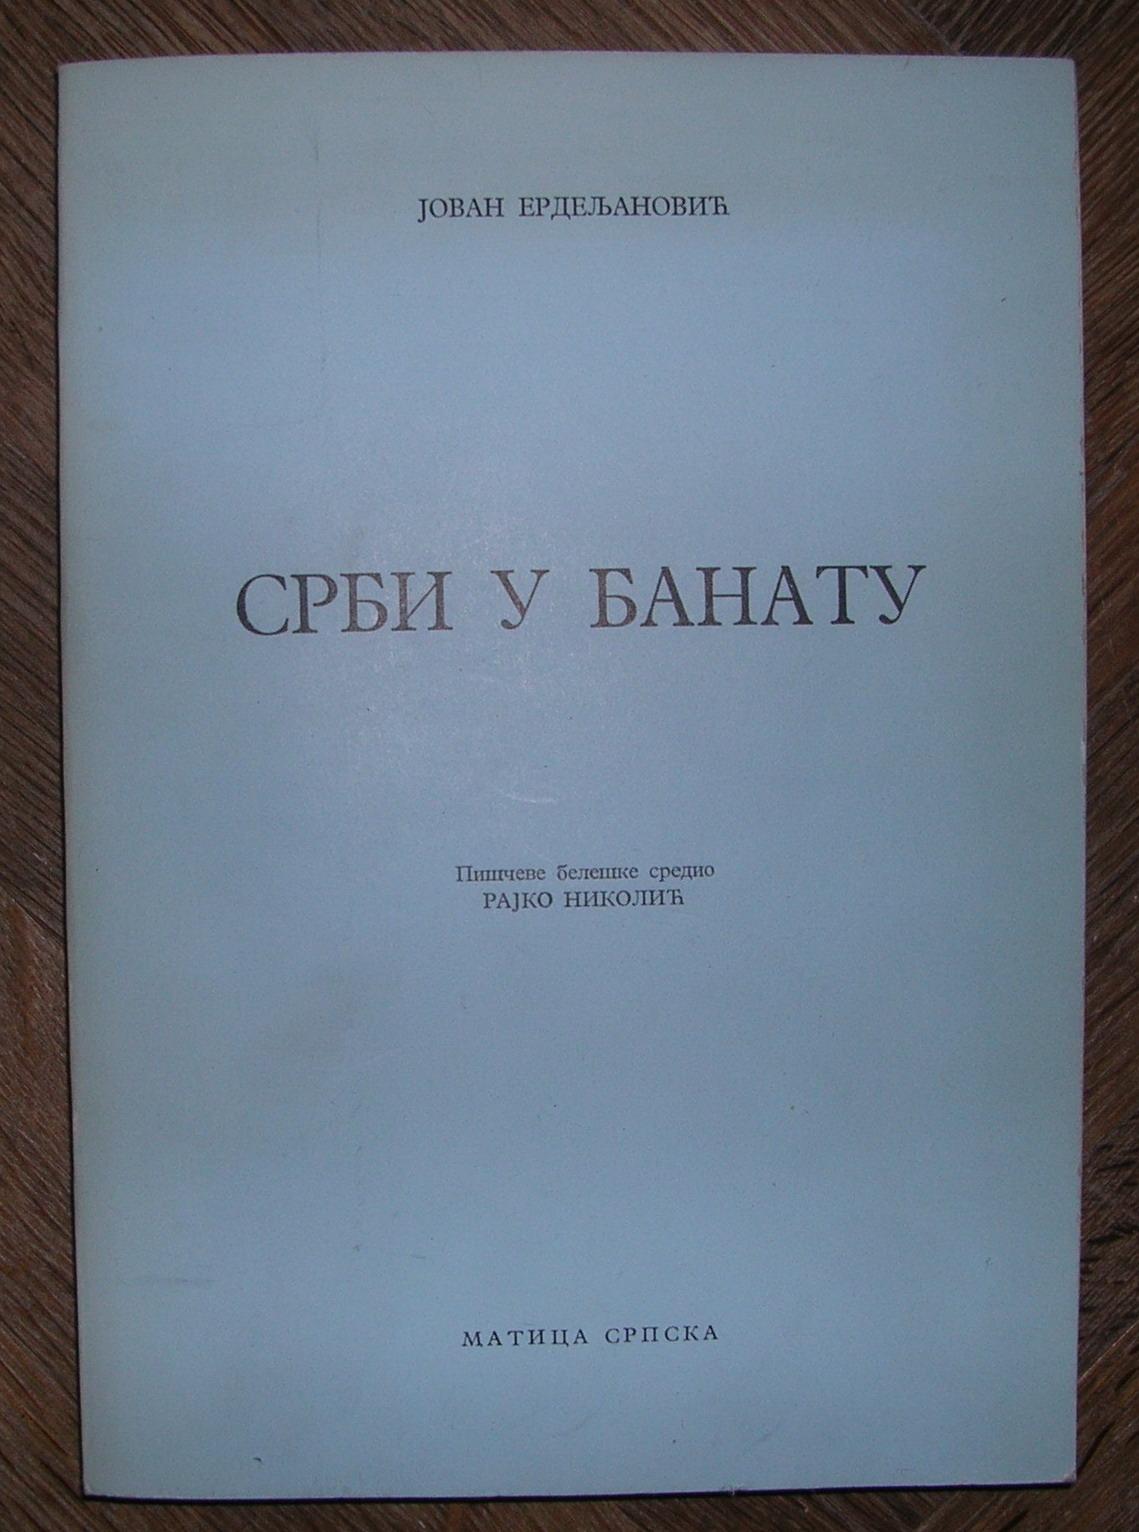 ЈОВАН ЕРДЕЉАНОВИЋ
СРБИ У БАНАТУ
Пишчеве белешке средио
РАЈКО НИКОЛИЋ
МАТИЦА СРПСКА